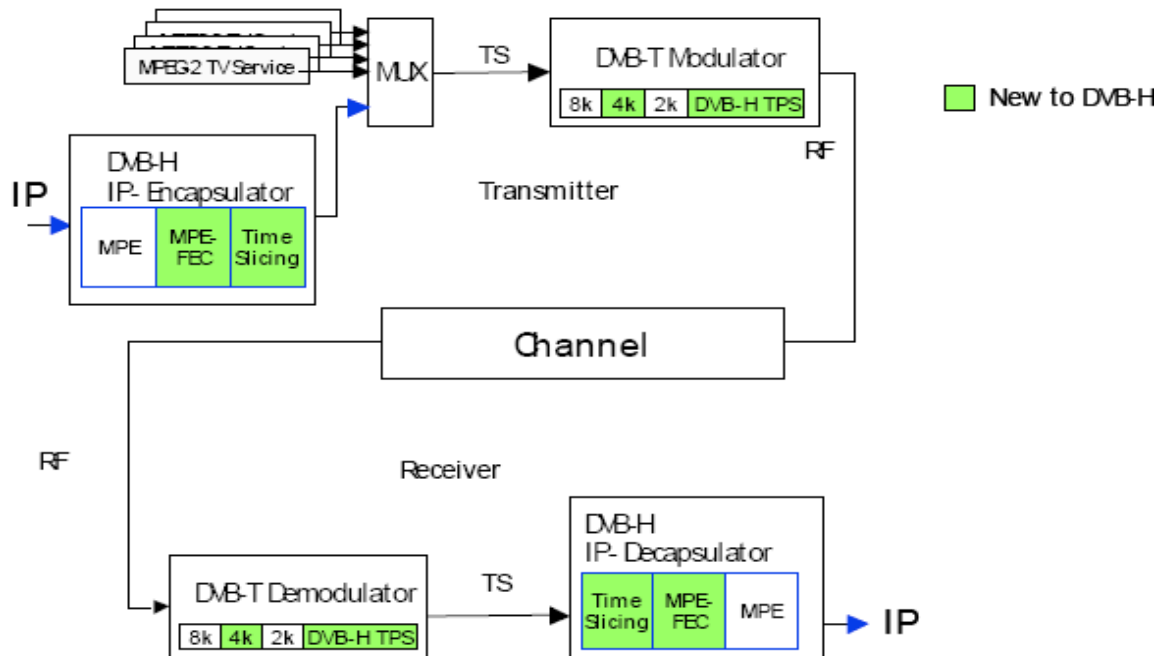 MPEG-2 TV Service
MUX
TS
DVB-T Modulator
8k 4k 2k DVB-H TPS
New to DVB-H
RF
DVB-H
IP- Encapsulator
IP
MPE
MPE-
FEC
Time
Slicing
Transmitter
Channel
RF
Receiver
DVB-T Demodulator
8k 4k 2k DVB-H TPS
TS
DVB-H
IP- Decapsulator
Time
Slicing
MPE-
FEC
MPE
IP